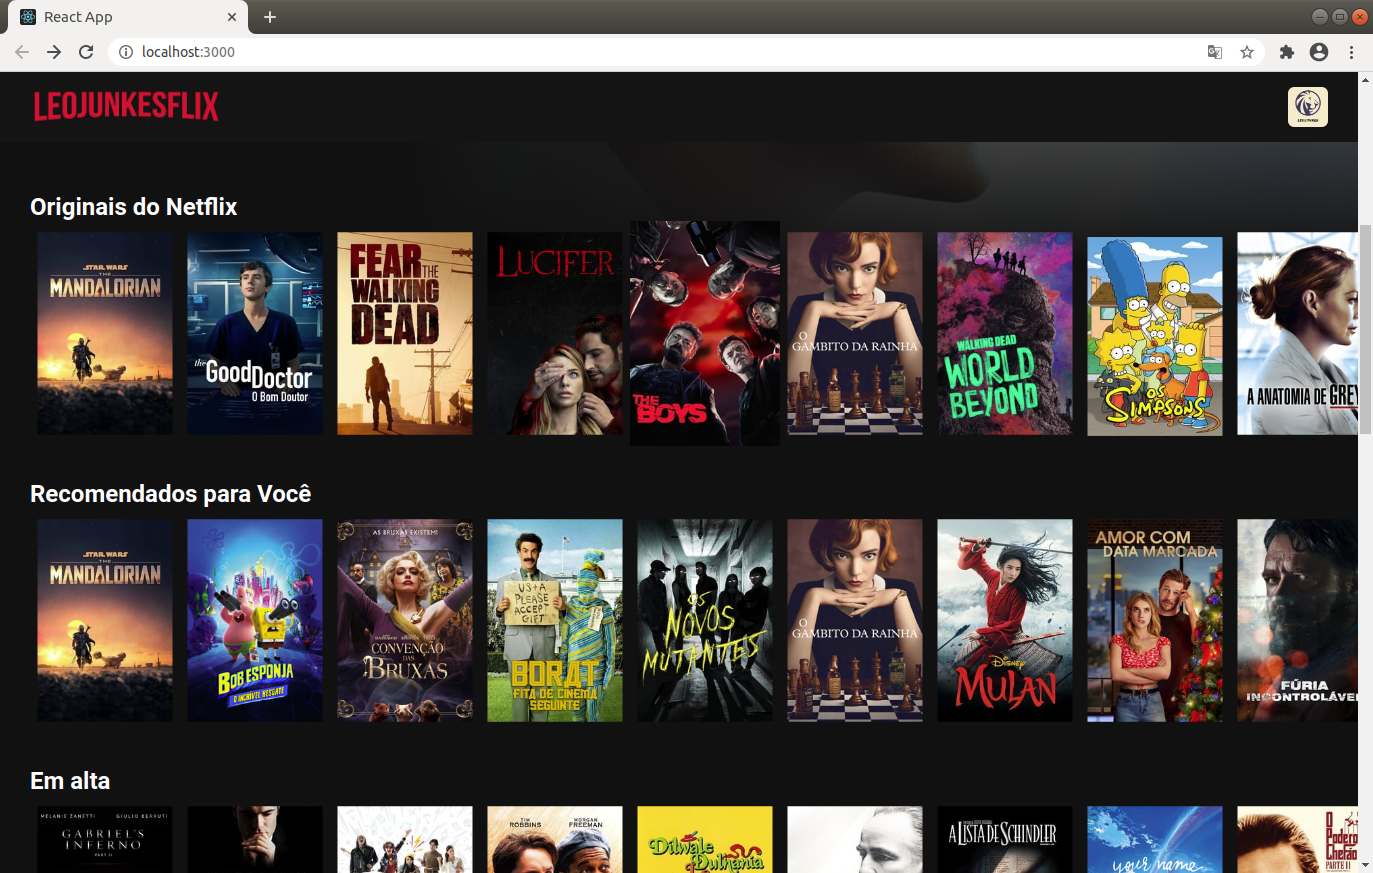 React App
localhost:3000
LEOJUNKESFLIX
Originais do Netflix
STAR WARS
THE
MANDALORIAN
the
Good Doctor
O Bom Doutor
FEAR THE
WALKING
DEAD
LUCIFER
THE
BOYS
O
GAMBITO DA RAINHA
WALKING DEAD
WORLD
BEYOND
OS
SIMPSONS
A ANATOMIA DE GREY
Recomendados para Você
STAR WARS
THE
MANDALORIAN
BOB ESPONJA
O INCRÍVEL RESGATE
AS BRUXAS EXISTEM!
CONVENÇÃO
DAS
BRUXAS
US+A
PLEASE
ACCEPT
GIFT
BORAT
FITA DE CINEMA
SEGUINTE
OS
NOVOS
MUTANTES
O
GAMBITO DA RAINHA
DISNEY
MULAN
AMOR COM
DATA MARCADA
FÚRIA
INCONTROLÁVEL
Em alta
MELANIE ZANETTI GIULIO BERRUTI
GABRIEL'S
INFERNO
PART II
TIM
ROBBINS
MORGAN
FREEMAN
Dilwale
Dulhania
A LISTA DE SCHINDLER
your name
O
Poderoso
Chefão
PARTE II